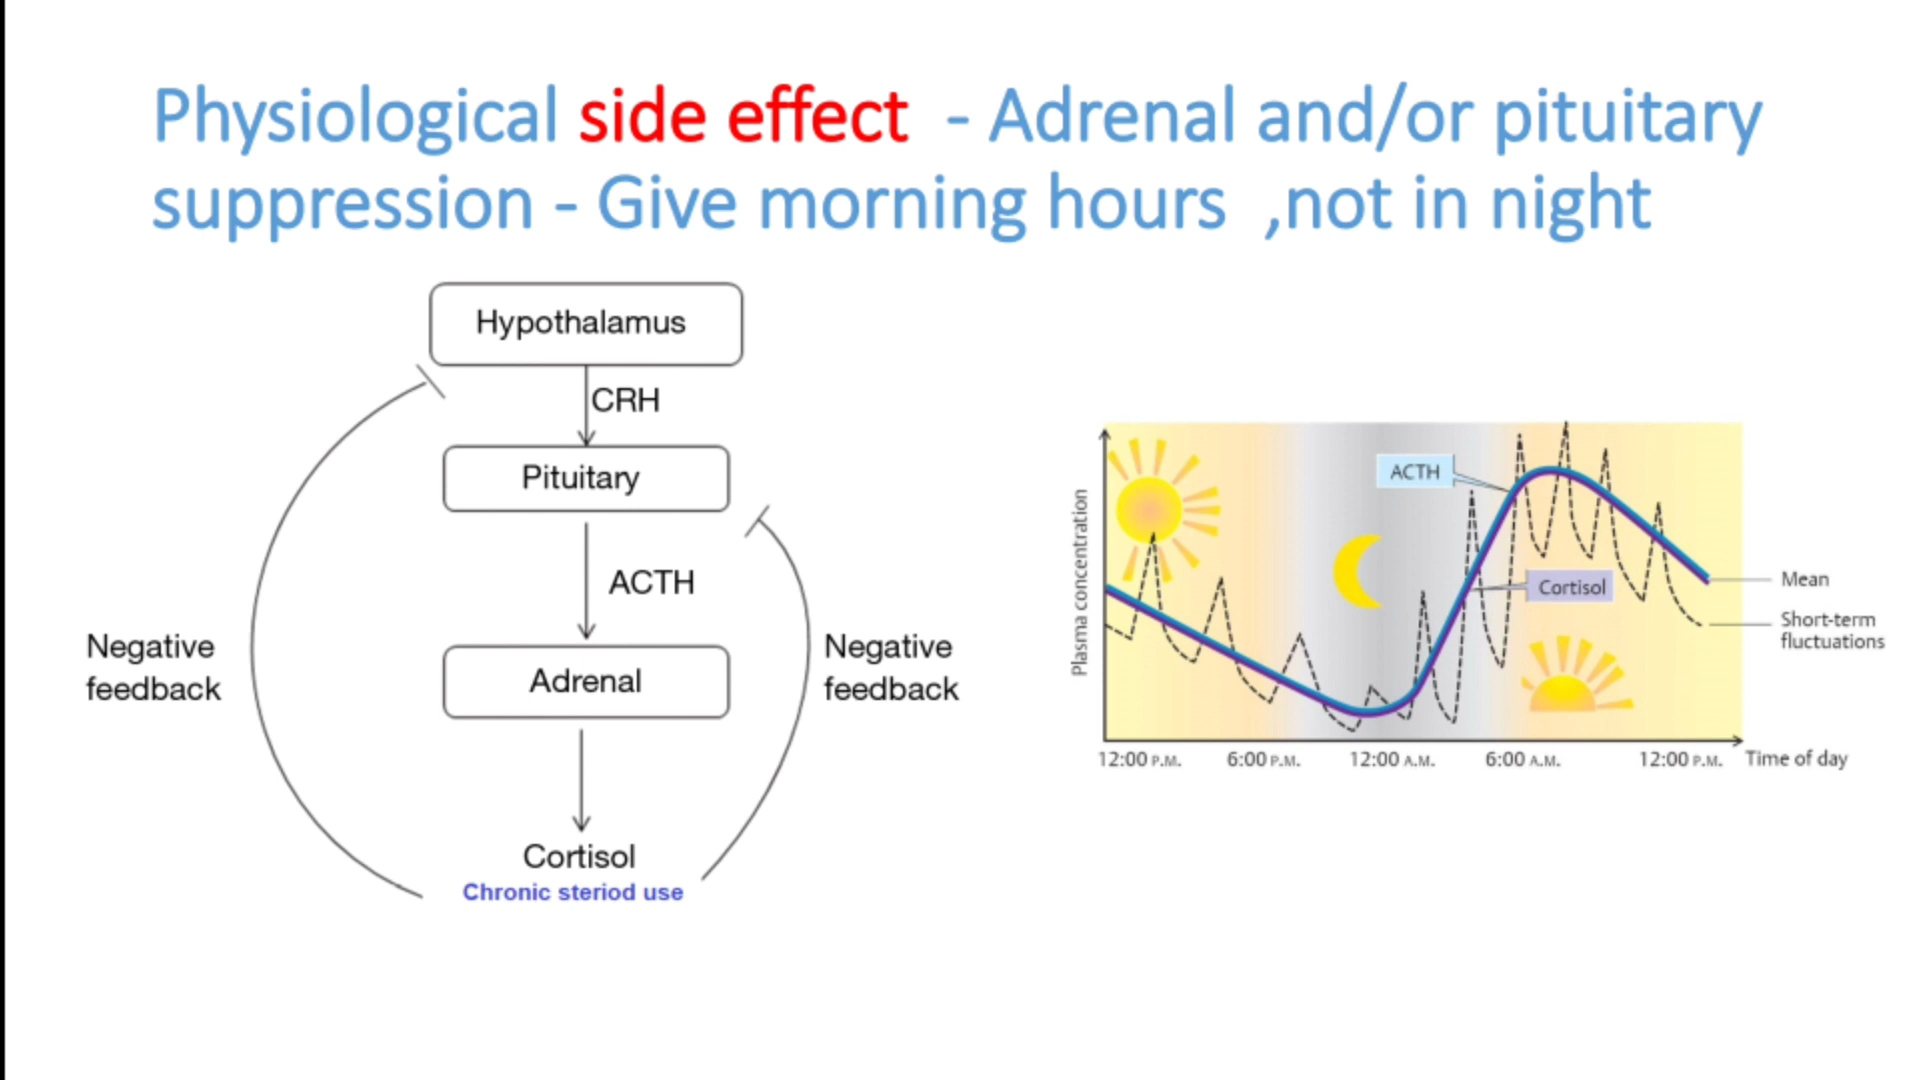 Physiological side effect - Adrenal and/or pituitary
suppression - Give morning hours ,not in night
Hypothalamus
CRH
Pituitary
ACTH
Adrenal
Negative
feedback
Negative
feedback
Cortisol
Chronic steriod use
Plasma concentration
ACTH
Cortisol
Mean
Short-term
fluctuations
12:00 P.M.
6:00 P.M.
12:00 A.M.
6:00 A.M.
12:00 P.M.
Time of day